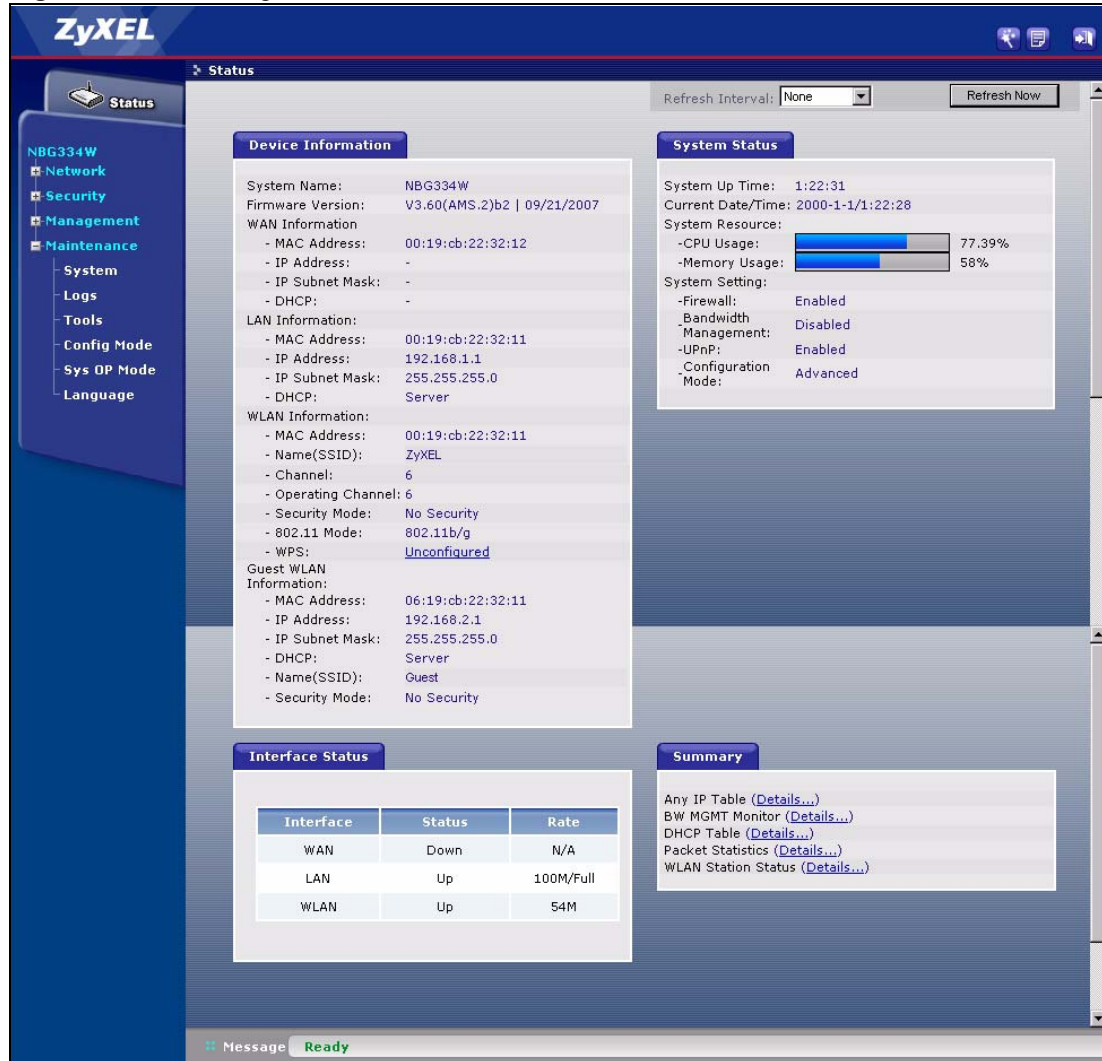 ZyXEL
Status
Status
Refresh Interval: None
Refresh Now
NBG334W
Network
Security
Management
Maintenance
System
Logs
Tools
Config Mode
Sys OP Mode
Language
Device Information
System Name: NBG334W
Firmware Version: V3.60(AMS.2)b2 | 09/21/2007
WAN Information
- MAC Address: 00:19:cb:22:32:12
- IP Address: -
- IP Subnet Mask: -
- DHCP: -
LAN Information:
- MAC Address: 00:19:cb:22:32:11
- IP Address: 192.168.1.1
- IP Subnet Mask: 255.255.255.0
- DHCP: Server
WLAN Information:
- MAC Address: 00:19:cb:22:32:11
- Name(SSID): ZyXEL
- Channel: 6
- Operating Channel: 6
- Security Mode: No Security
- 802.11 Mode: 802.11b/g
- WPS: Unconfigured
Guest WLAN
Information:
- MAC Address: 06:19:cb:22:32:11
- IP Address: 192.168.2.1
- IP Subnet Mask: 255.255.255.0
- DHCP: Server
- Name(SSID): Guest
- Security Mode: No Security
System Status
System Up Time: 1:22:31
Current Date/Time: 2000-1-1/1:22:28
System Resource:
-CPU Usage: 77.39%
-Memory Usage: 58%
System Setting:
-Firewall: Enabled
-Bandwidth
Management: Disabled
-UPnP: Enabled
-Configuration
Mode: Advanced
Interface Status
Interface Status Rate
WAN Down N/A
LAN Up 100M/Full
WLAN Up 54M
Summary
Any IP Table (Details...)
BW MGMT Monitor (Details...)
DHCP Table (Details...)
Packet Statistics (Details...)
WLAN Station Status (Details...)
Message Ready